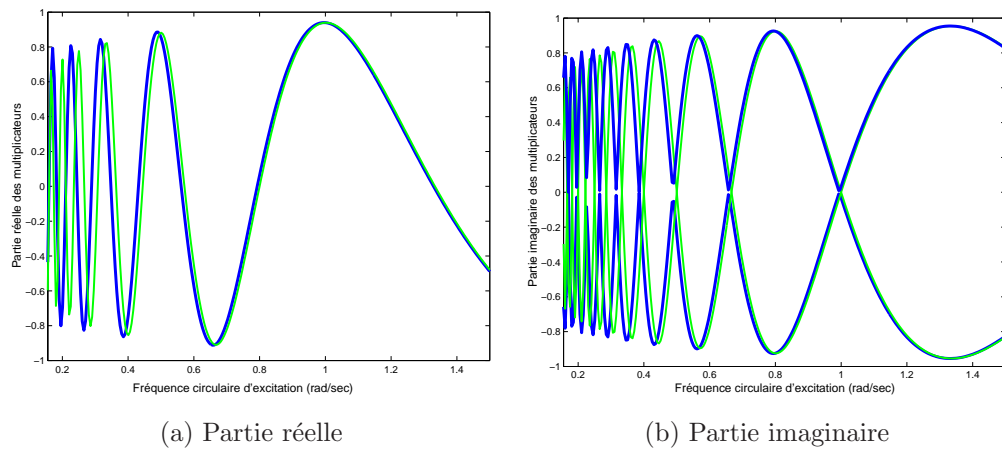 Partie réelle des multiplicateurs
1
0.8
0.6
0.4
0.2
0
−0.2
−0.4
−0.6
−0.8
−1
0.2 0.4 0.6 0.8 1 1.2 1.4
Fréquence circulaire d'excitation (rad/sec)
(a) Partie réelle
Partie imaginaire des multiplicateurs
1
0.8
0.6
0.4
0.2
0
−0.2
−0.4
−0.6
−0.8
−1
0.2 0.4 0.6 0.8 1 1.2 1.4
Fréquence circulaire d'excitation (rad/sec)
(b) Partie imaginaire